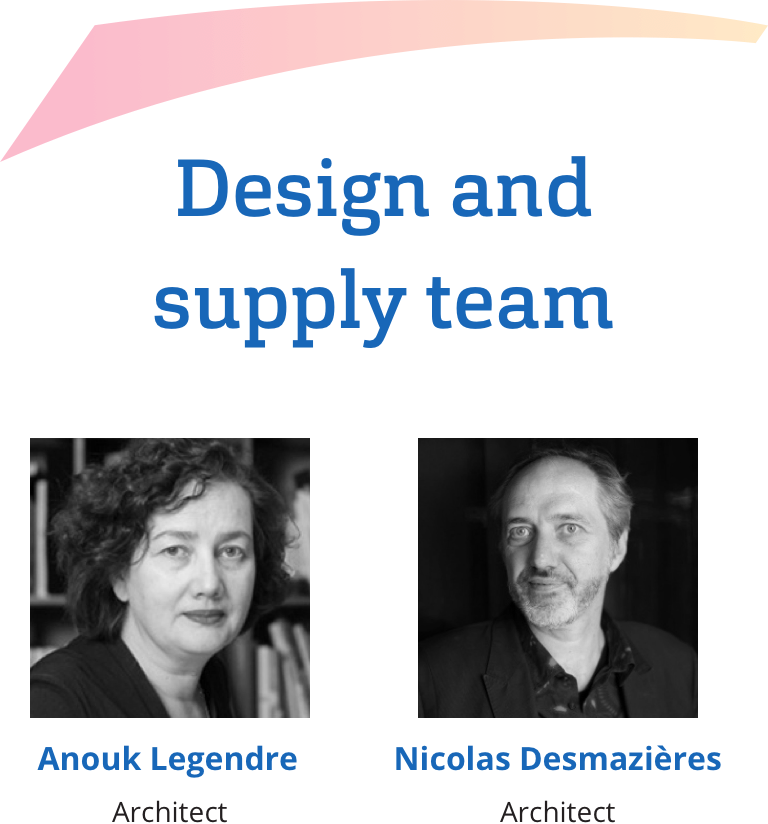 Design and
supply team
Anouk Legendre
Nicolas Desmazières
Architect
Architect